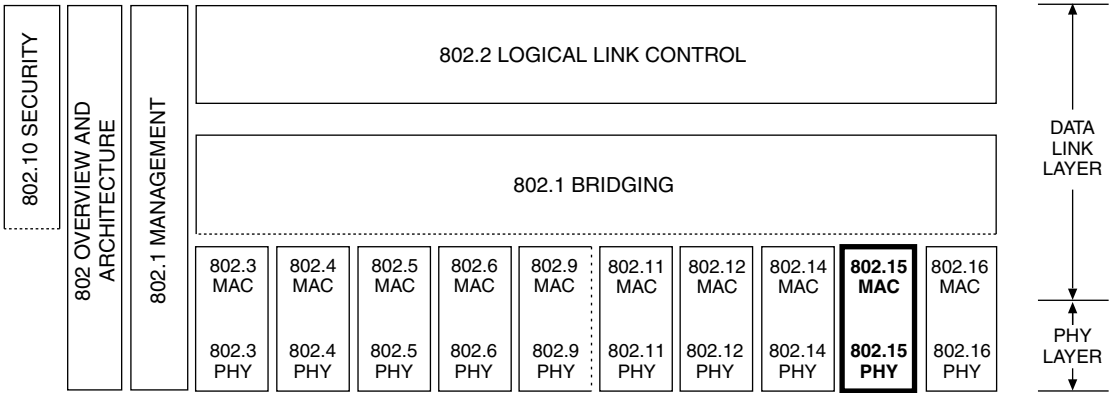 802.10 SECURITY
802 OVERVIEW AND
ARCHITECTURE
802.1 MANAGEMENT
802.2 LOGICAL LINK CONTROL
802.1 BRIDGING
802.3
MAC
802.3
PHY
802.4
MAC
802.4
PHY
802.5
MAC
802.5
PHY
802.6
MAC
802.6
PHY
802.9
MAC
802.9
PHY
802.11
MAC
802.11
PHY
802.12
MAC
802.12
PHY
802.14
MAC
802.14
PHY
802.15
MAC
802.15
PHY
802.16
MAC
802.16
PHY
DATA
LINK
LAYER
PHY
LAYER